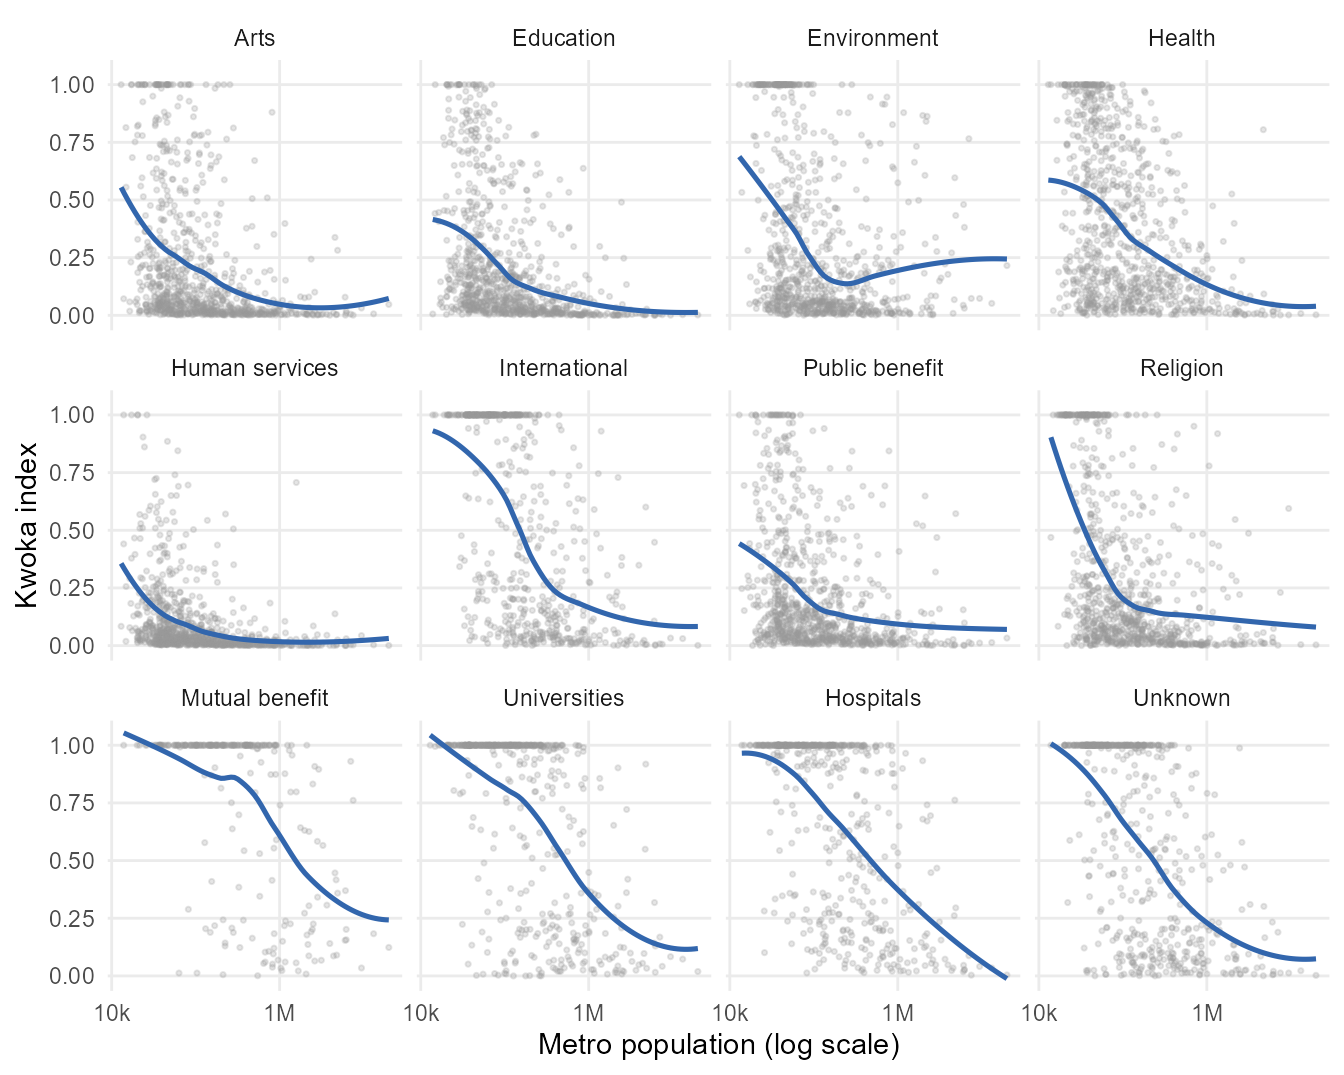 Arts Education Environment Health
1.00
0.75
0.50
0.25
0.00
Human services International Public benefit Religion
1.00
0.75
0.50
0.25
0.00
Mutual benefit Universities Hospitals Unknown
1.00
0.75
0.50
0.25
0.00
10k 1M 10k 1M 10k 1M 10k 1M
Metro population (log scale)
Kwoka index